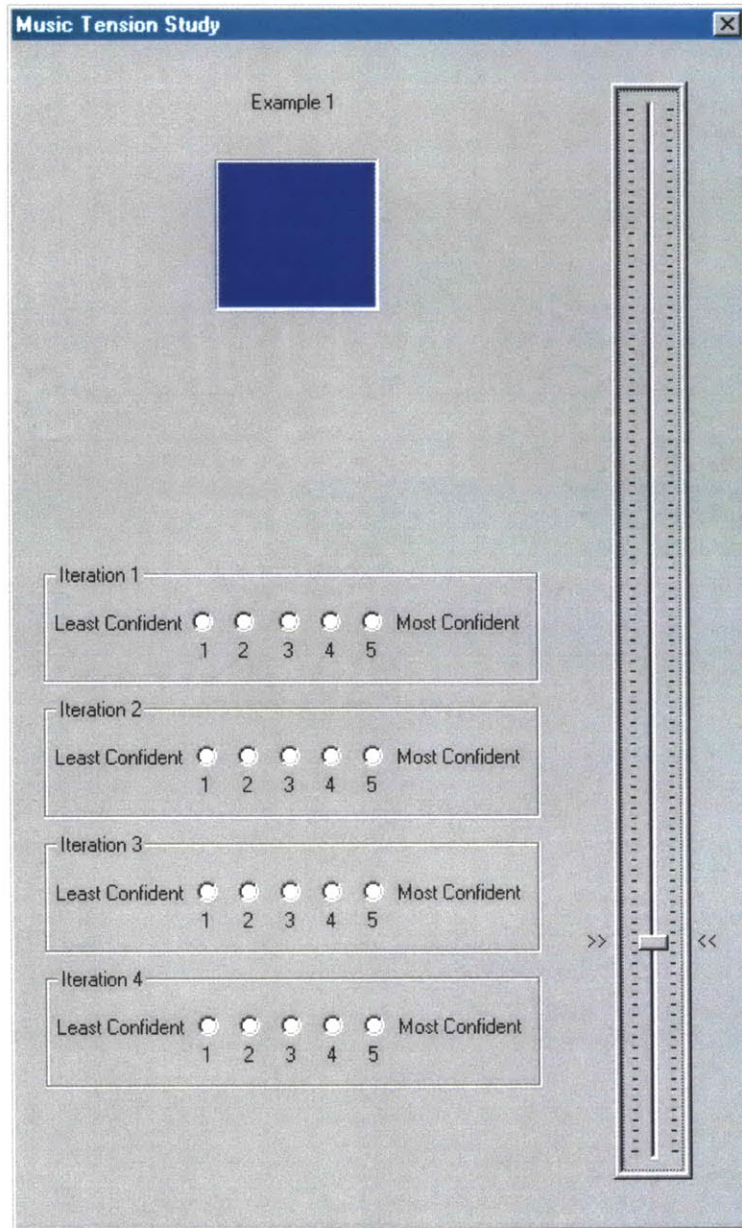 Music Tension Study
Example 1
Iteration 1
Least Confident Most Confident
1 2 3 4 5
Iteration 2
Least Confident Most Confident
1 2 3 4 5
Iteration 3
Least Confident Most Confident
1 2 3 4 5
>> <<
Iteration 4
Least Confident Most Confident
1 2 3 4 5